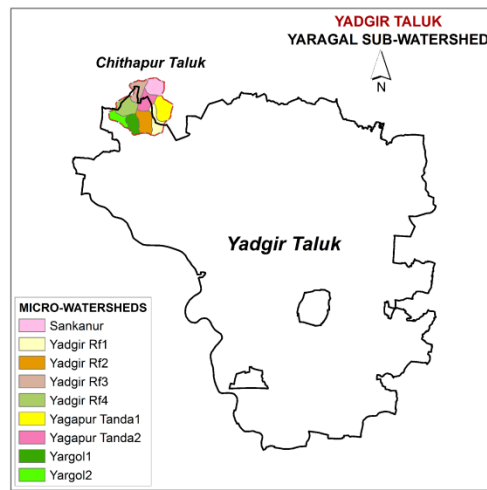 YADGIR TALUK
YARAGAL SUB-WATERSHED
Chithapur Taluk
N
Yadgir Taluk
MICRO-WATERSHEDS
Sankanur
Yadgir Rf1
Yadgir Rf2
Yadgir Rf3
Yadgir Rf4
Yagapur Tanda1
Yagapur Tanda2
Yargol1
Yargol2